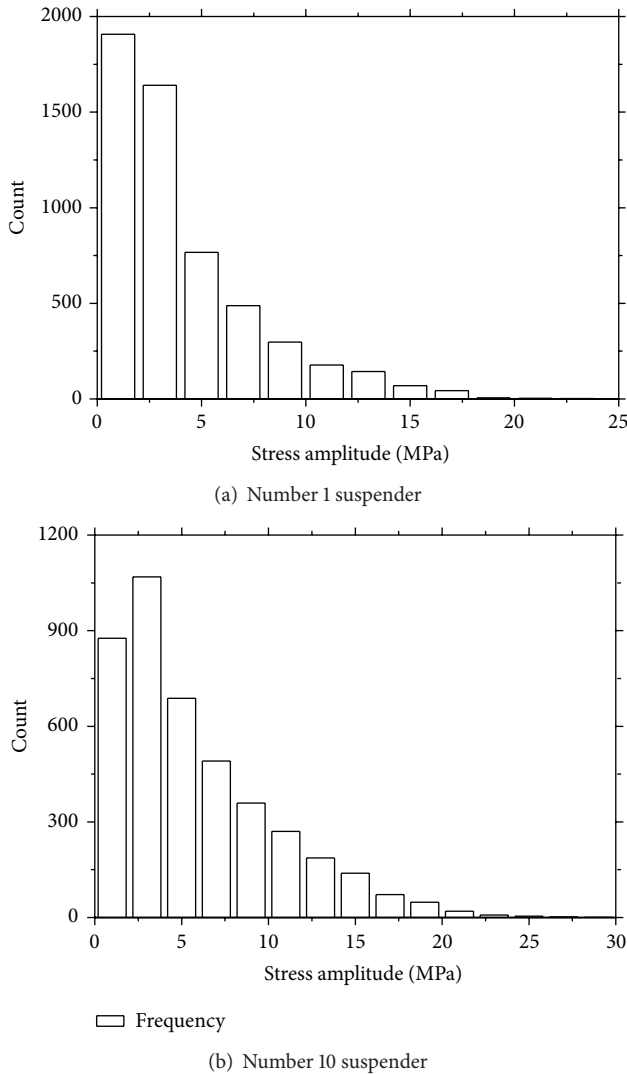 2000
1500
1000
500
0
Count
0 5 10 15 20 25
Stress amplitude (MPa)
(a) Number 1 suspender
1200
900
600
300
0
Count
0 5 10 15 20 25 30
Stress amplitude (MPa)
Frequency
(b) Number 10 suspender